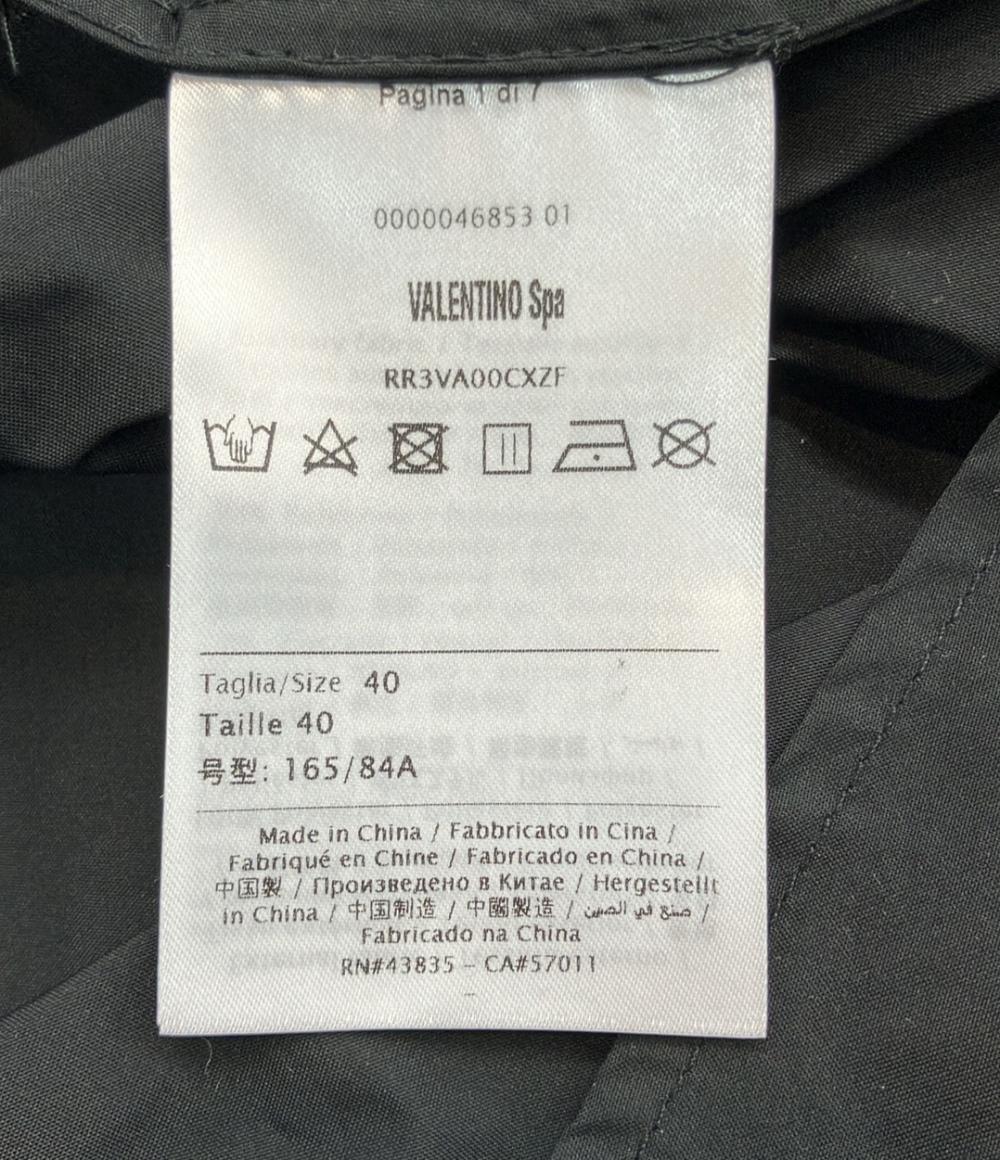 Pagina 1 di 7
0000046853 01
VALENTINO Spa
RR3VA00CXZF
Taglia/Size 40
Taille 40
号型: 165/84A
Made in China / Fabbricato in Cina /
Fabriqué en Chine / Fabricado en China /
中国製 / Произведено в Китае / Hergestellt
in China / 中国制造 / 中國製造 / صنع في الصين /
Fabricado na China
RN#43835 - CA#57011